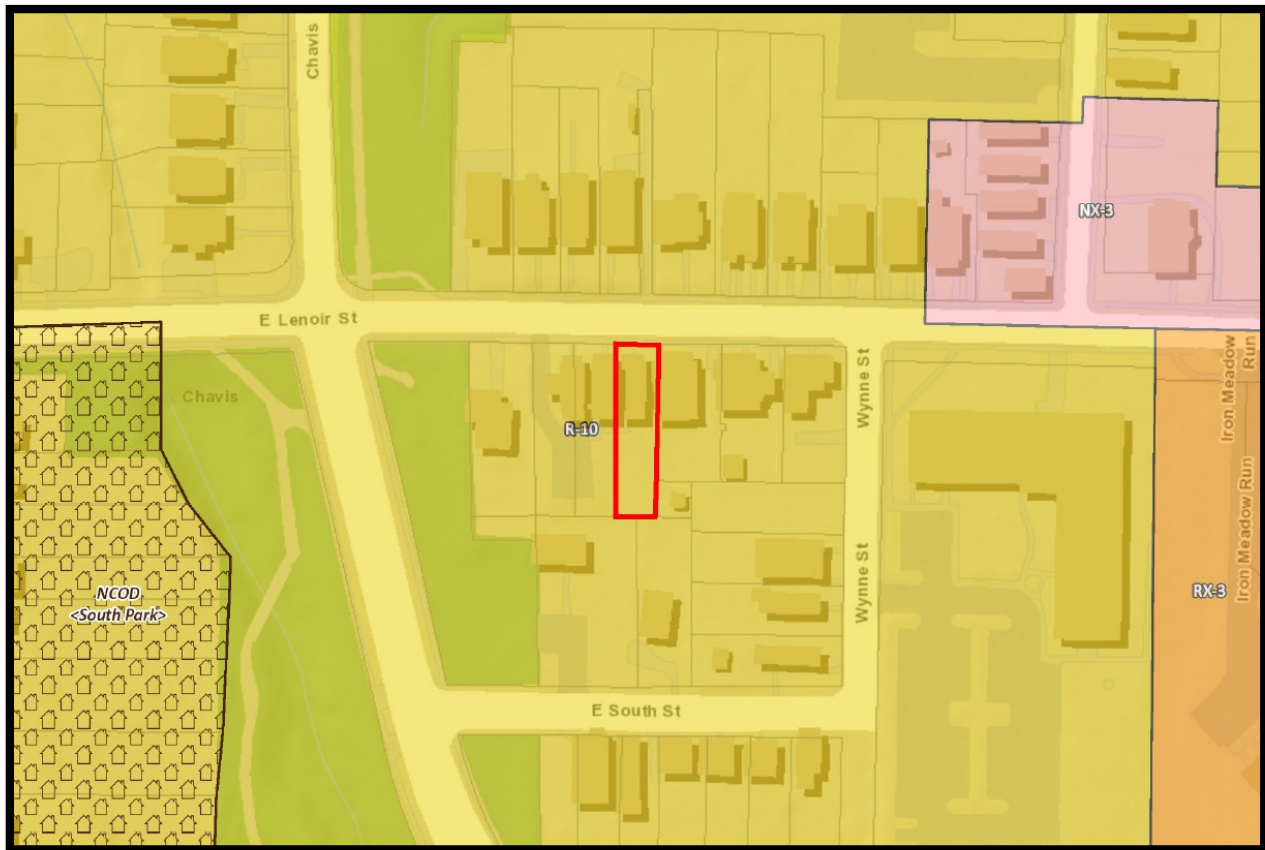 Chavis
NX-3
E Lenoir St
Iron Meadow
Run
Chavis
Wynne St
R-10
Wynne St
Iron Meadow Run
NCOD
<South Park>
RX-3
E South St